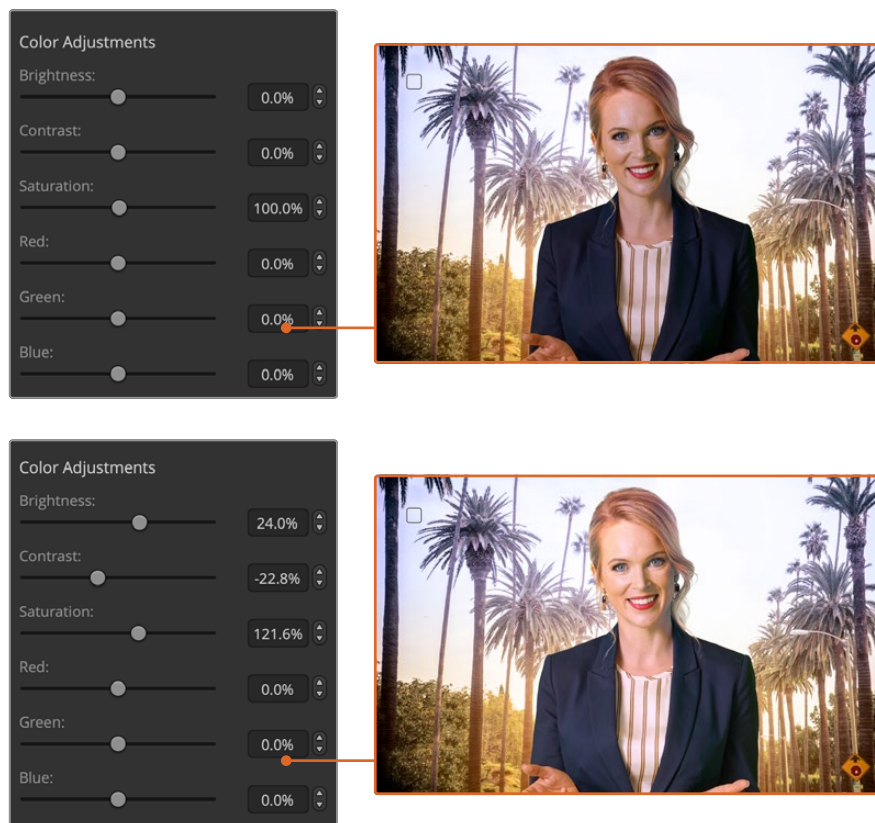 Color Adjustments
Brightness:
0.0%
Contrast:
0.0%
Saturation:
100.0%
Red:
0.0%
Green:
0.0%
Blue:
0.0%
Color Adjustments
Brightness:
24.0%
Contrast:
-22.8%
Saturation:
121.6%
Red:
0.0%
Green:
0.0%
Blue:
0.0%